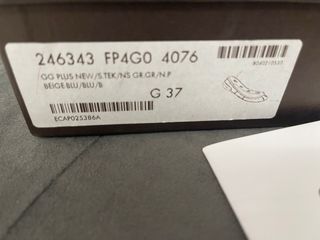 246343 FP4G0 4076
GG PLUS NEW/S.TEK/NS GR.GR/N.P
BEIGE-BLU/BLU/B
G 37
ECAP025386A